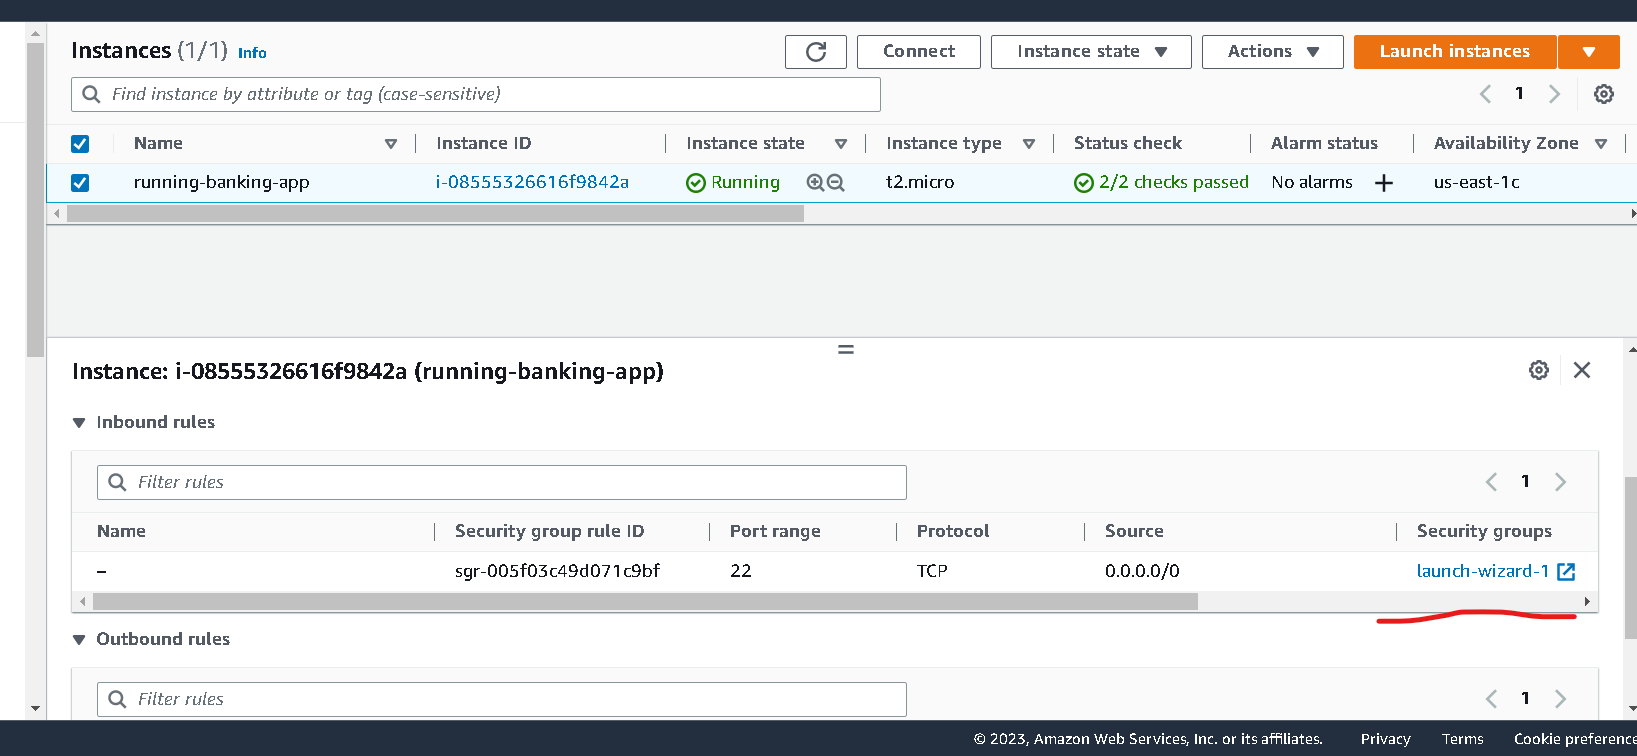 Instances (1/1) Info
Connect Instance state Actions Launch instances
Find instance by attribute or tag (case-sensitive) 1
Name Instance ID Instance state Instance type Status check Alarm status Availability Zone
running-banking-app i-08555326616f9842a Running t2.micro 2/2 checks passed No alarms + us-east-1c
Instance: i-08555326616f9842a (running-banking-app)
Inbound rules
Filter rules 1
Name Security group rule ID Port range Protocol Source Security groups
– sgr-005f03c49d071c9bf 22 TCP 0.0.0.0/0 launch-wizard-1
Outbound rules
Filter rules 1
© 2023, Amazon Web Services, Inc. or its affiliates. Privacy Terms Cookie preference